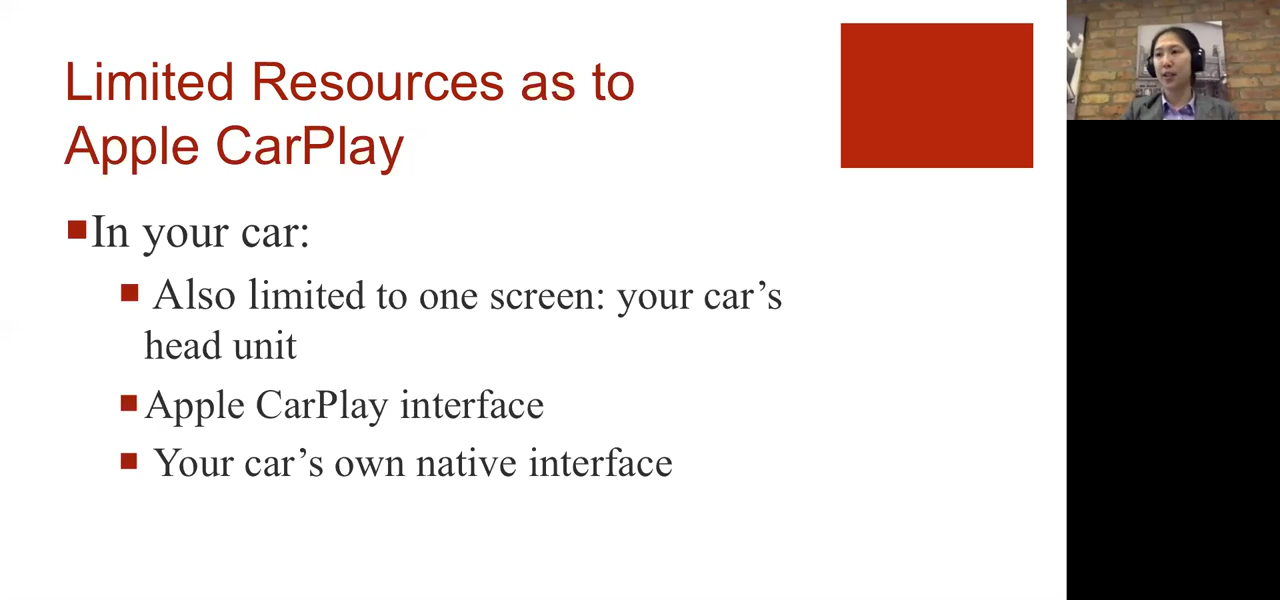 Limited Resources as to
Apple CarPlay
In your car:
Also limited to one screen: your car’s
head unit
Apple CarPlay interface
Your car’s own native interface